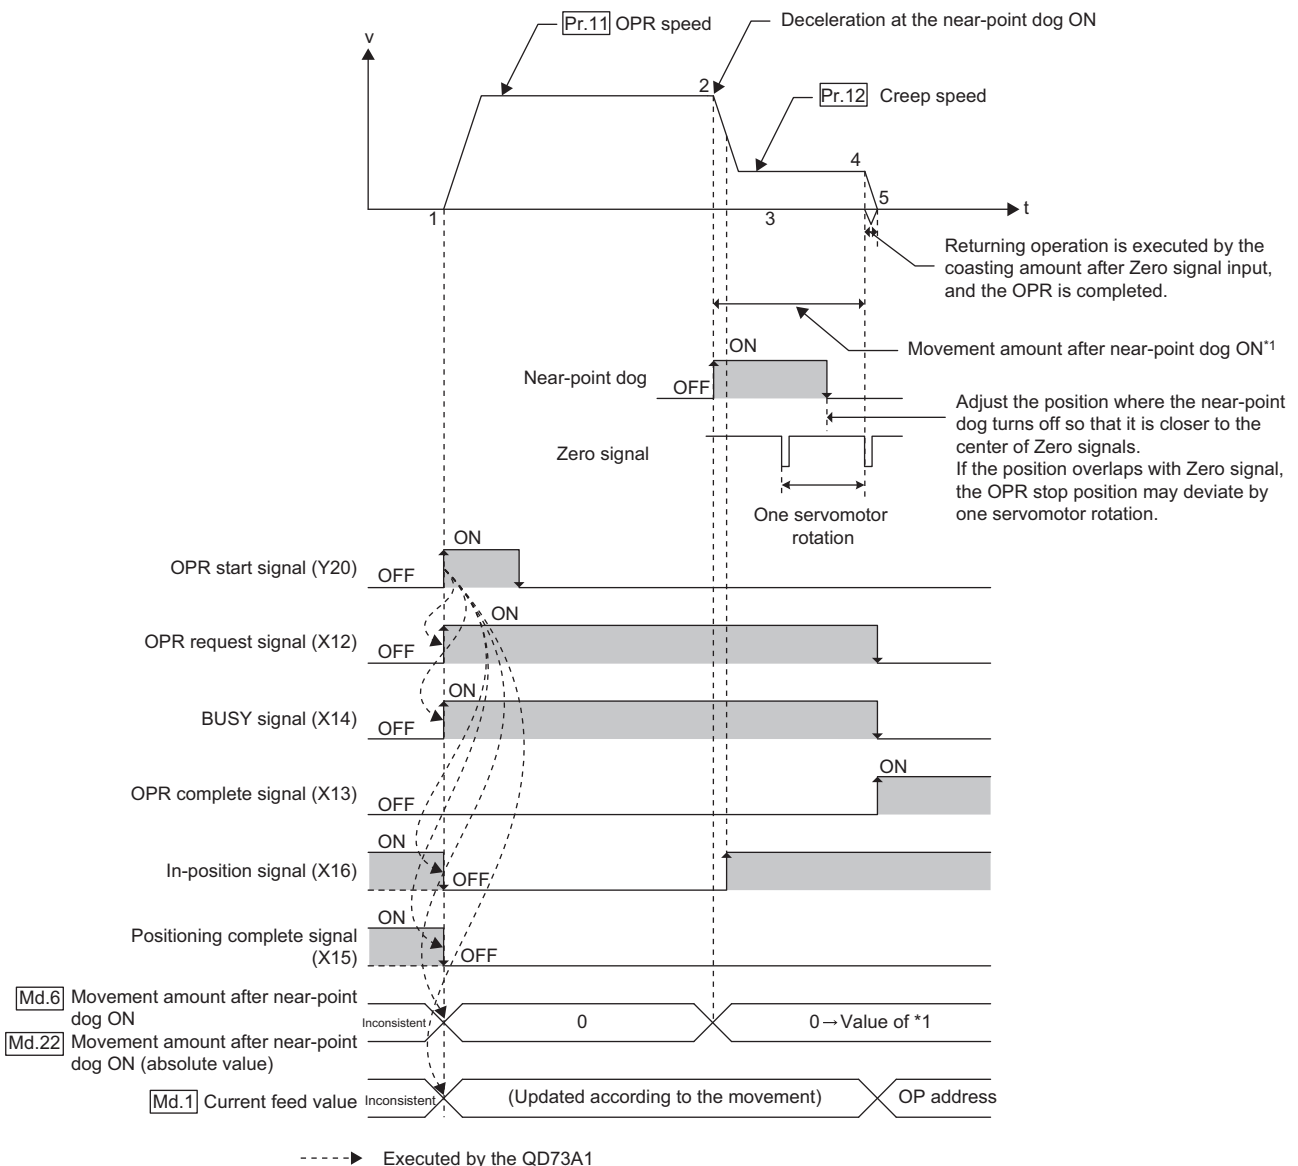 Pr.11 OPR speed
Deceleration at the near-point dog ON
v
2
Pr.12 Creep speed
4
5
1
3
t
Returning operation is executed by the
coasting amount after Zero signal input,
and the OPR is completed.
Movement amount after near-point dog ON*1
ON
Near-point dog
OFF
Adjust the position where the near-point
dog turns off so that it is closer to the
center of Zero signals.
If the position overlaps with Zero signal,
the OPR stop position may deviate by
one servomotor rotation.
Zero signal
One servomotor
rotation
ON
OPR start signal (Y20)
OFF
ON
OPR request signal (X12)
OFF
ON
BUSY signal (X14)
OFF
ON
OPR complete signal (X13)
OFF
ON
In-position signal (X16)
OFF
ON
Positioning complete signal
(X15)
OFF
Md.6 Movement amount after near-point
dog ON
Inconsistent
0
0→Value of *1
Md.22 Movement amount after near-point
dog ON (absolute value)
Md.1 Current feed value
Inconsistent
(Updated according to the movement)
OP address
Executed by the QD73A1